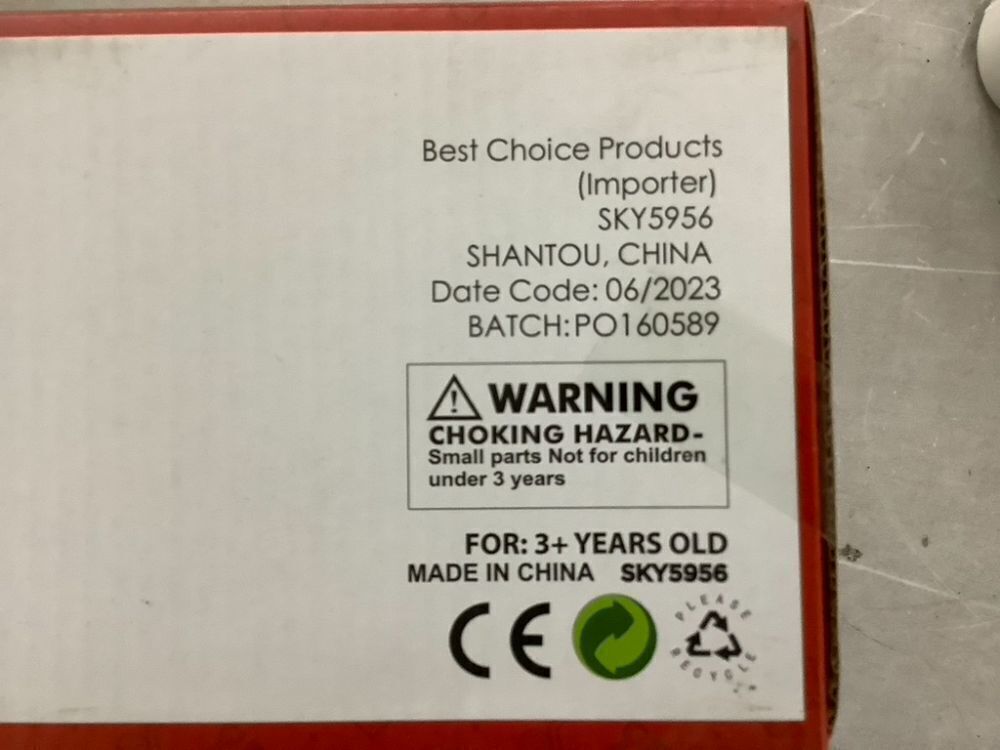 Best Choice Products
(Importer)
SKY5956
SHANTOU, CHINA
Date Code: 06/2023
BATCH:PO160589
! WARNING
CHOKING HAZARD-
Small parts Not for children
under 3 years
FOR: 3+ YEARS OLD
MADE IN CHINA SKY5956
CE
PLEASE
RECYCLE